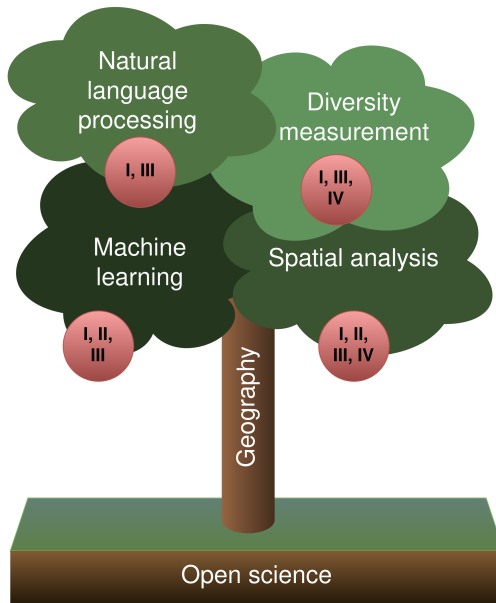 Natural
language
processing
I, III
Diversity
measurement
I, III,
IV
Machine
learning
I, II,
III
Spatial analysis
I, II,
III, IV
Geography
Open science